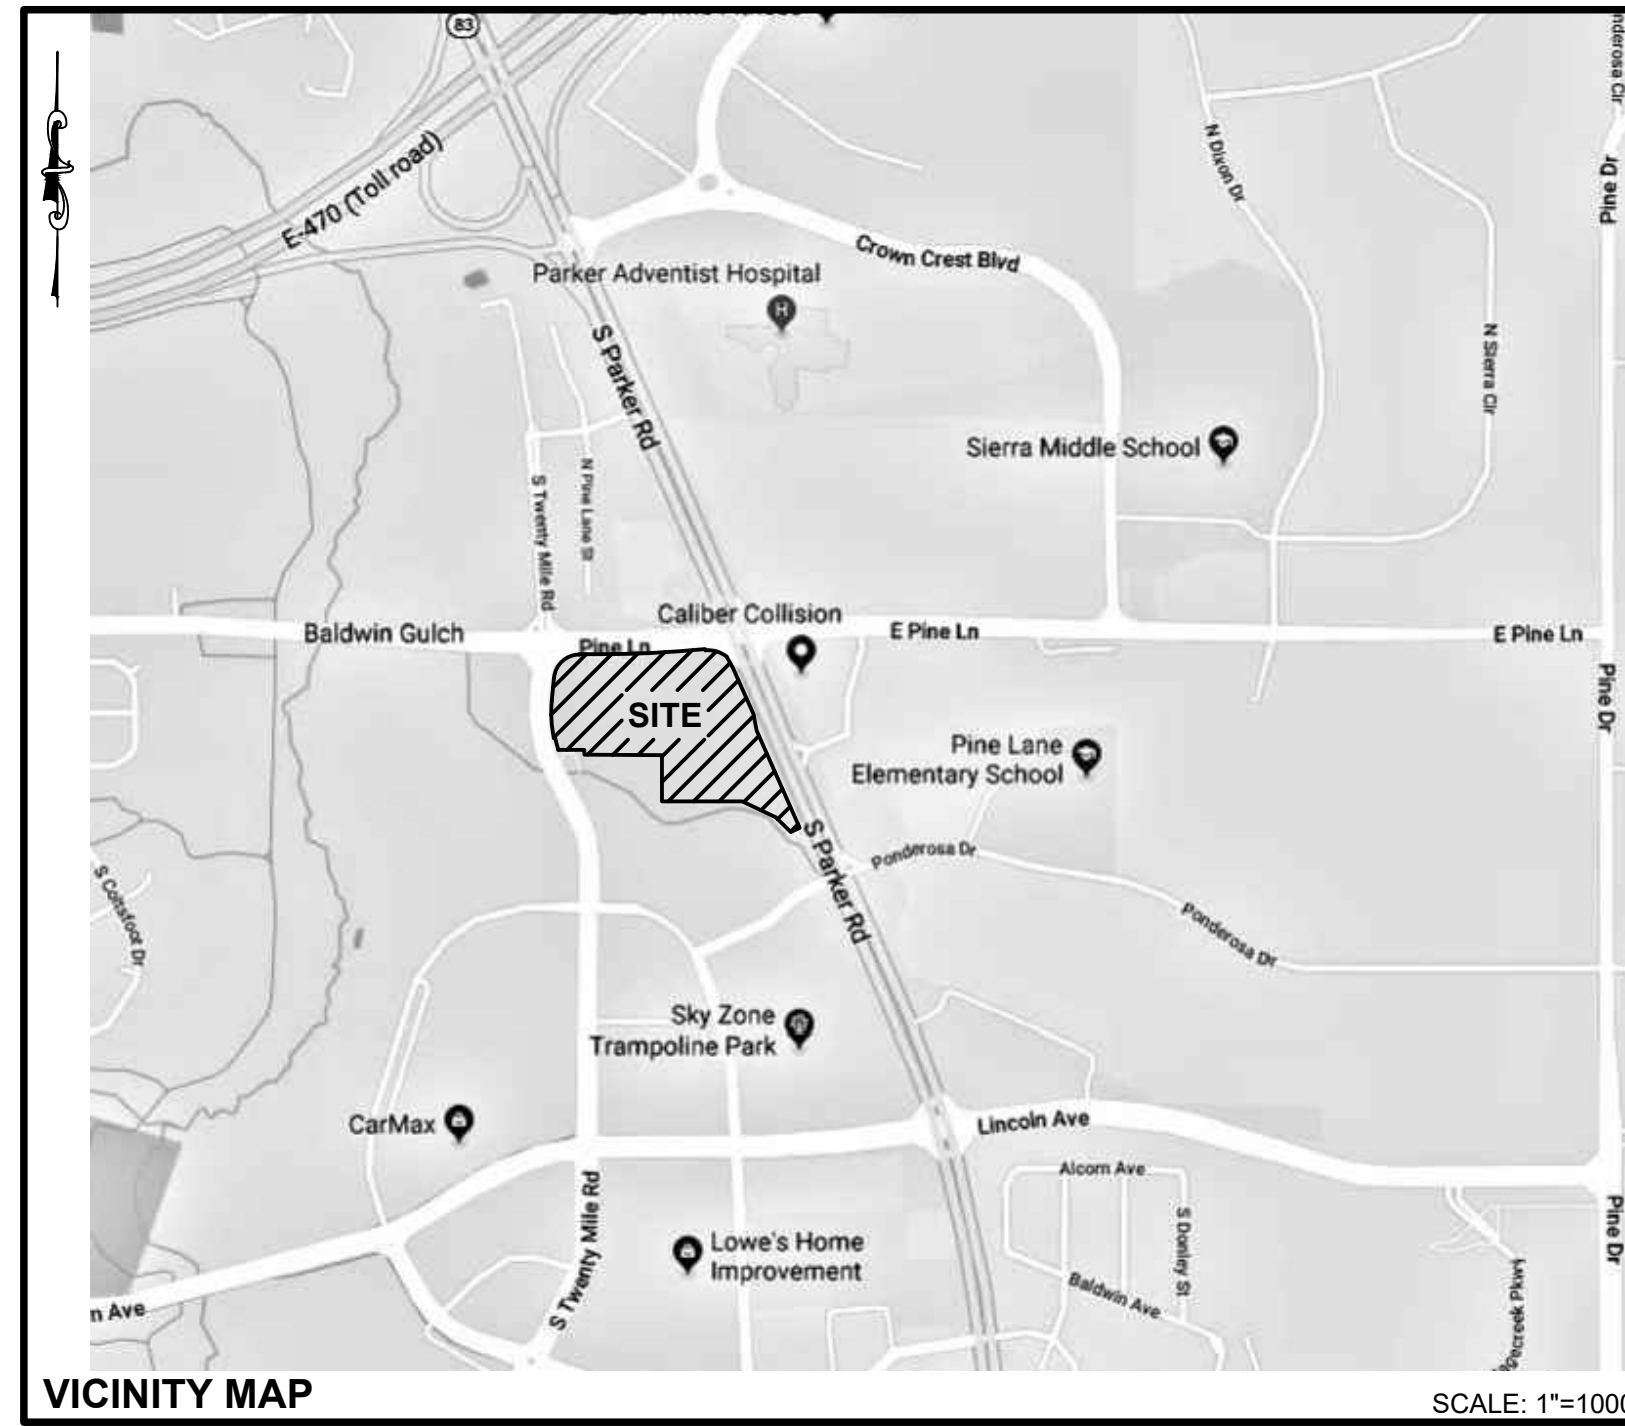 83
E-470 (Toll road)
N Dixon Dr
Pine Dr
Crown Crest Blvd
Parker Adventist Hospital
H
S Parker Rd
N Sierra Cir
Sierra Middle School
S Twenty Mile Rd
N Pine Lane St
Caliber Collision
Baldwin Gulch
Pine Ln
E Pine Ln
E Pine Ln
SITE
Pine Dr
Pine Lane
Elementary School
S Parker Rd
Ponderosa Dr
S Coltsfoot Dr
Ponderosa Dr
Sky Zone
Trampoline Park
CarMax
Lincoln Ave
Alcorn Ave
S Twenty Mile Rd
S Donley St
Pine Dr
Lowe's Home
Improvement
Baldwin Ave
n Ave
VICINITY MAP
SCALE: 1"=1000